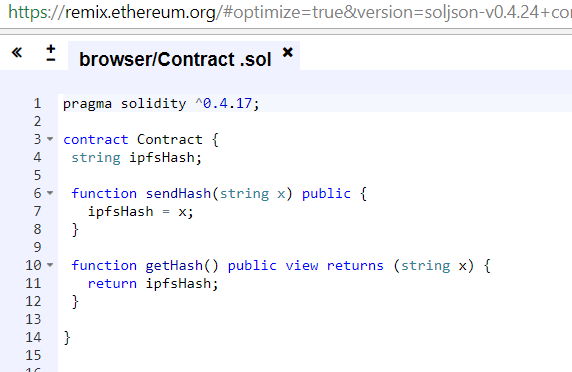 https://remix.ethereum.org/#optimize=true&version=soljson-v0.4.24+co
« + − browser/Contract .sol ×
1 pragma solidity ^0.4.17;
2
3 contract Contract {
4 string ipfsHash;
5
6 function sendHash(string x) public {
7 ipfsHash = x;
8 }
9
10 function getHash() public view returns (string x) {
11 return ipfsHash;
12 }
13
14 }
15
16